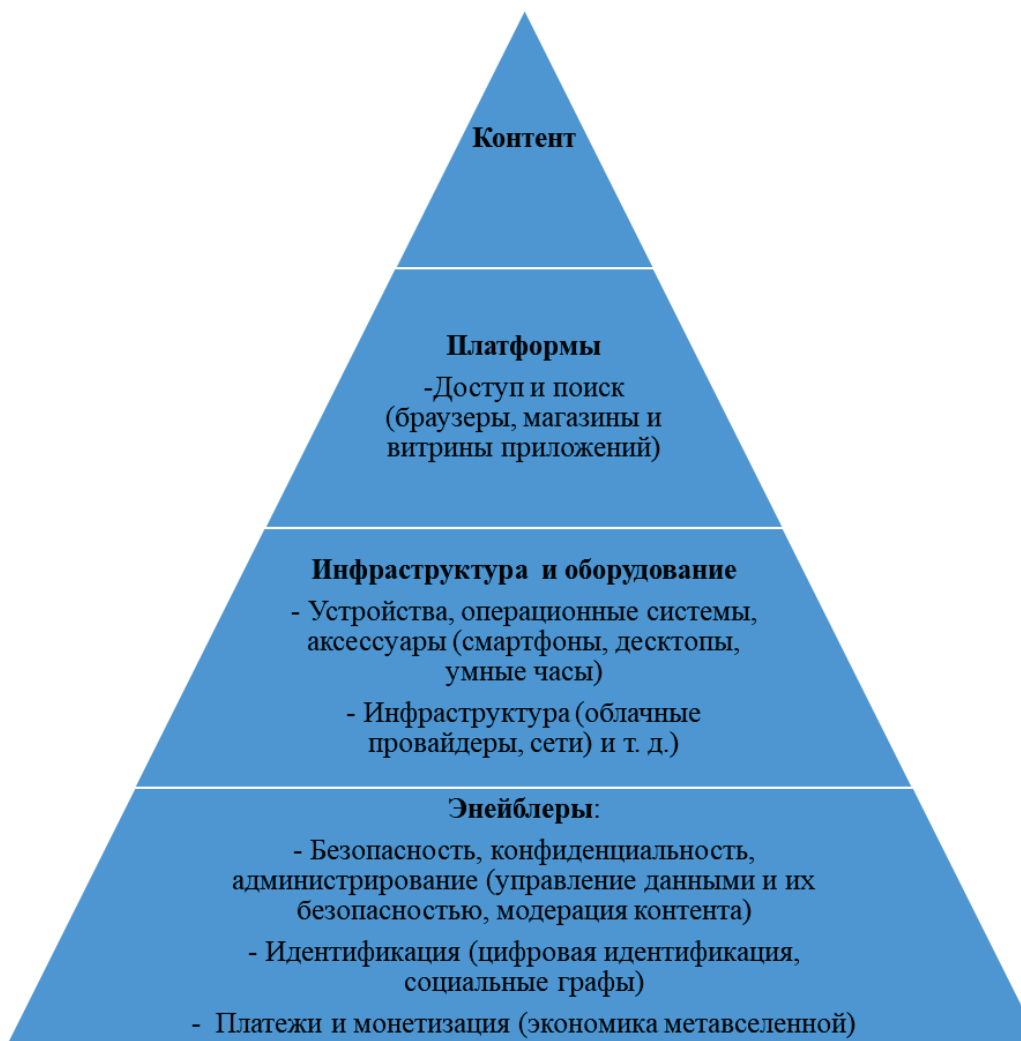 Контент
Платформы
-Доступ и поиск
(браузеры, магазины и
витрины приложений)
Инфраструктура и оборудование
- Устройства, операционные системы,
аксессуары (смартфоны, десктопы,
умные часы)
- Инфраструктура (облачные
провайдеры, сети) и т. д.)
Энейблеры:
- Безопасность, конфиденциальность,
администрирование (управление данными и их
безопасностью, модерация контента)
- Идентификация (цифровая идентификация,
социальные графы)
- Платежи и монетизация (экономика метавселенной)